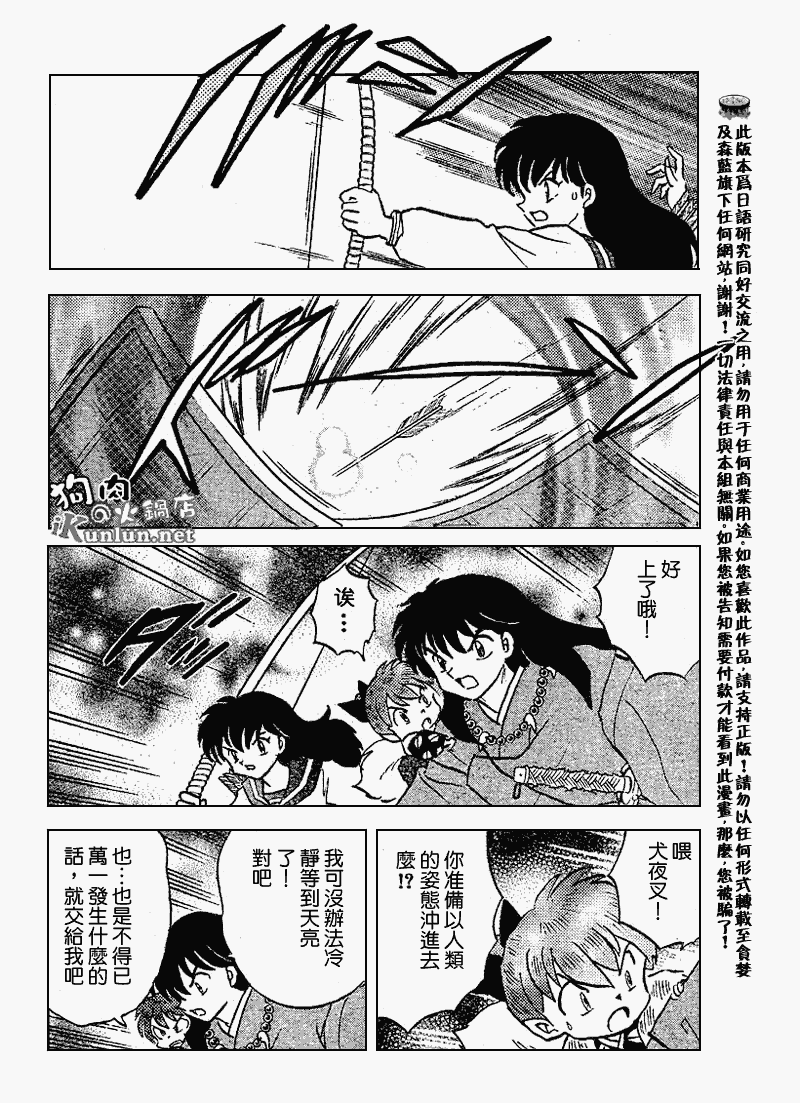 好
上了哦！
诶…
喂
犬夜叉！
你准備以人類
的姿態沖進去
麼!?
我可沒辦法冷
靜等到天亮
了！
對吧
也…也是不得已
萬一發生什麼的
話，就交給我吧
此版本爲日語研究同好交流之用，請勿用于任何商業用途。如您喜歡此作品，請支持正版！請勿以任何形式轉載至貪婪
及森藍旗下任何網站，謝謝！一切法律責任與本組無關。如果您被告知需要付款才能看到此漫畫，那麼，您被騙了！
狗肉の火鍋店
iKunlun.net